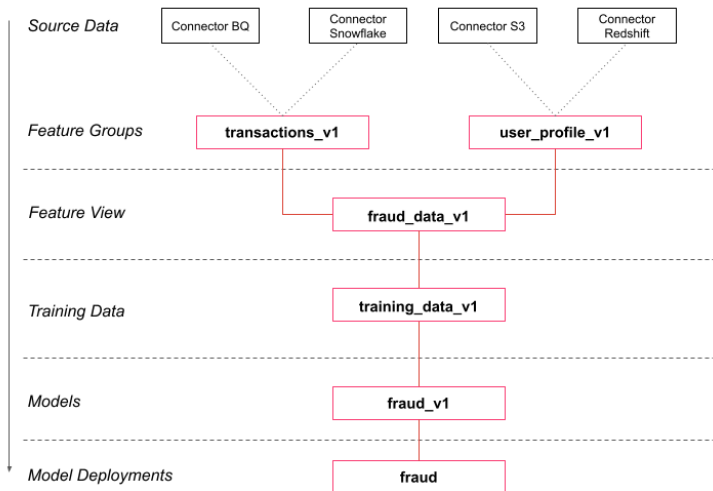 Source Data
Connector BQ
Connector
Snowflake
Connector S3
Connector
Redshift
Feature Groups
transactions_v1
user_profile_v1
Feature View
fraud_data_v1
Training Data
training_data_v1
Models
fraud_v1
Model Deployments
fraud